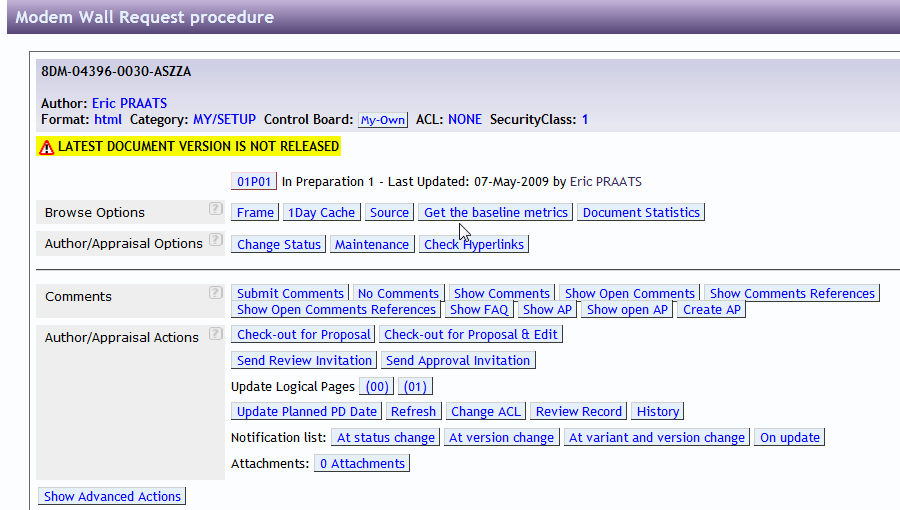 Modem Wall Request procedure
8DM-04396-0030-ASZZA
Author: Eric PRAATS
Format: html Category: MY/SETUP Control Board: My-Own ACL: NONE SecurityClass: 1
LATEST DOCUMENT VERSION IS NOT RELEASED
01P01 In Preparation 1 - Last Updated: 07-May-2009 by Eric PRAATS
Browse Options ? Frame 1Day Cache Source Get the baseline metrics Document Statistics
Author/Appraisal Options ? Change Status Maintenance Check Hyperlinks
Comments ? Submit Comments No Comments Show Comments Show Open Comments Show Comments References
Show Open Comments References Show FAQ Show AP Show open AP Create AP
Author/Appraisal Actions ? Check-out for Proposal Check-out for Proposal & Edit
Send Review Invitation Send Approval Invitation
Update Logical Pages (00) (01)
Update Planned PD Date Refresh Change ACL Review Record History
Notification list: At status change At version change At variant and version change On update
Attachments: 0 Attachments
Show Advanced Actions